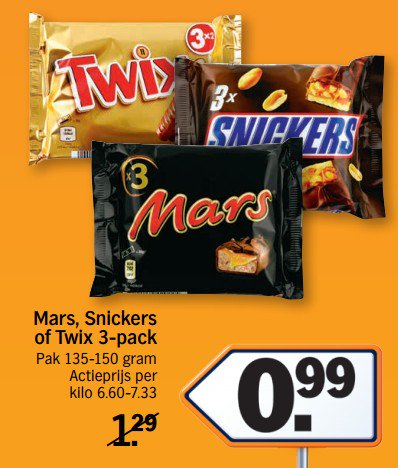 3x2
TWIX
3x
SNICKERS
x3
Mars
Mars, Snickers
of Twix 3-pack
Pak 135-150 gram
Actieprijs per
kilo 6.60-7.33
1.29
0.99